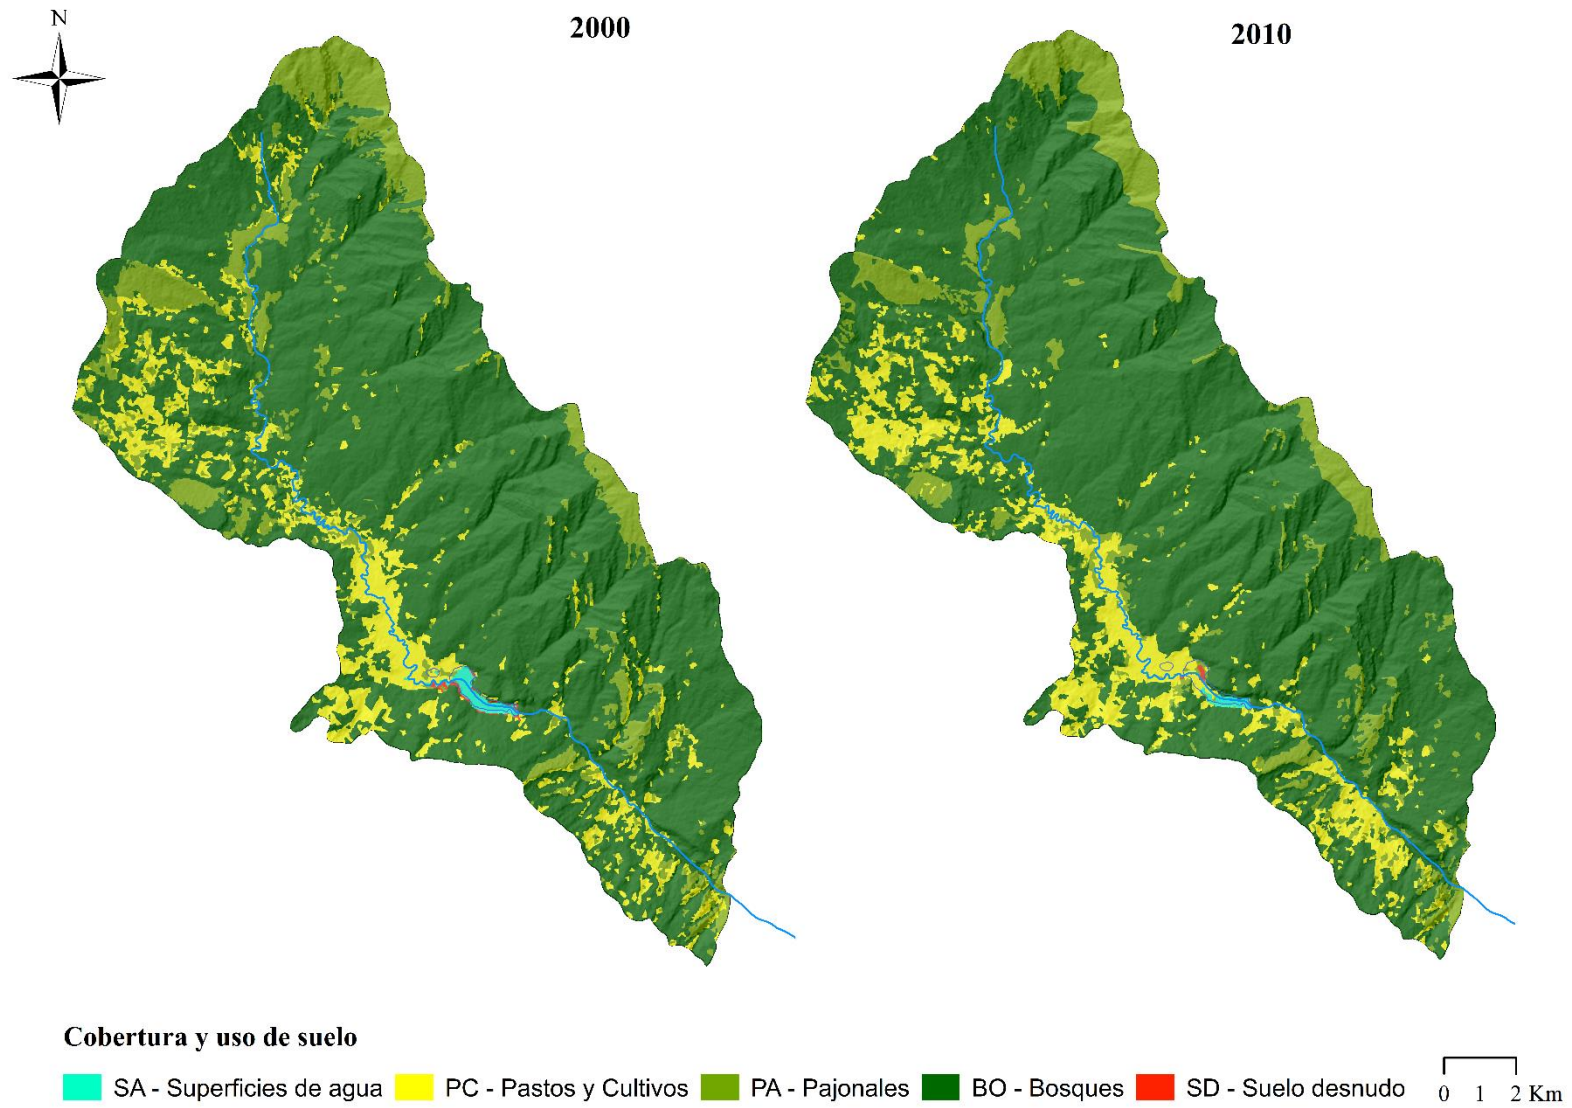 N
2000
2010
Cobertura y uso de suelo
SA - Superficies de agua PC - Pastos y Cultivos PA - Pajonales BO - Bosques SD - Suelo desnudo
0 1 2 Km